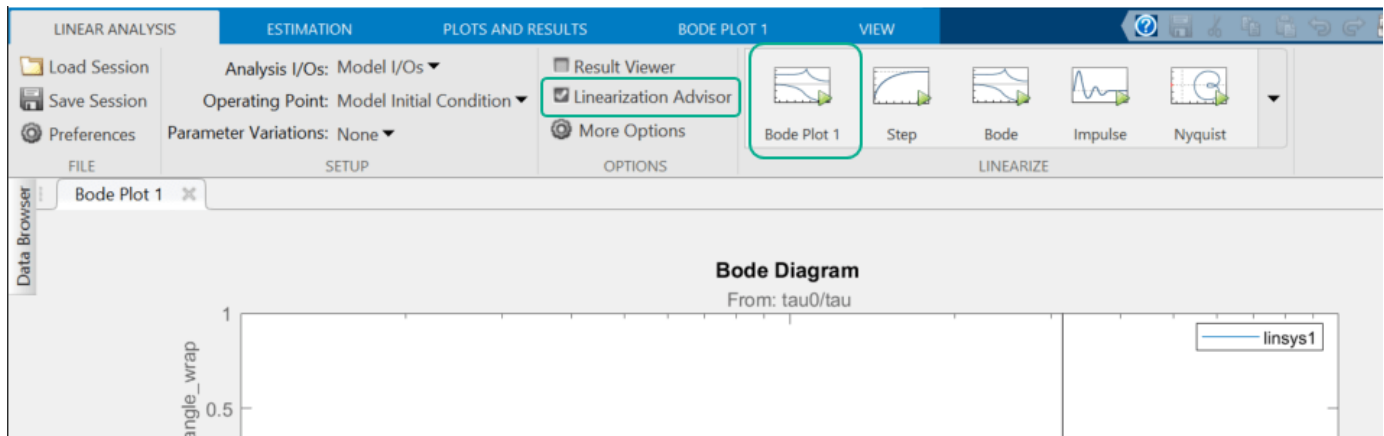 LINEAR ANALYSIS ESTIMATION PLOTS AND RESULTS BODE PLOT 1 VIEW
Load Session
Save Session
Preferences
FILE
Analysis I/Os: Model I/Os
Operating Point: Model Initial Condition
Parameter Variations: None
SETUP
Result Viewer
Linearization Advisor
More Options
OPTIONS
Bode Plot 1 Step Bode Impulse Nyquist
LINEARIZE
Data Browser
Bode Plot 1
Bode Diagram
From: tau0/tau
1
linsys1
angle_wrap
0.5